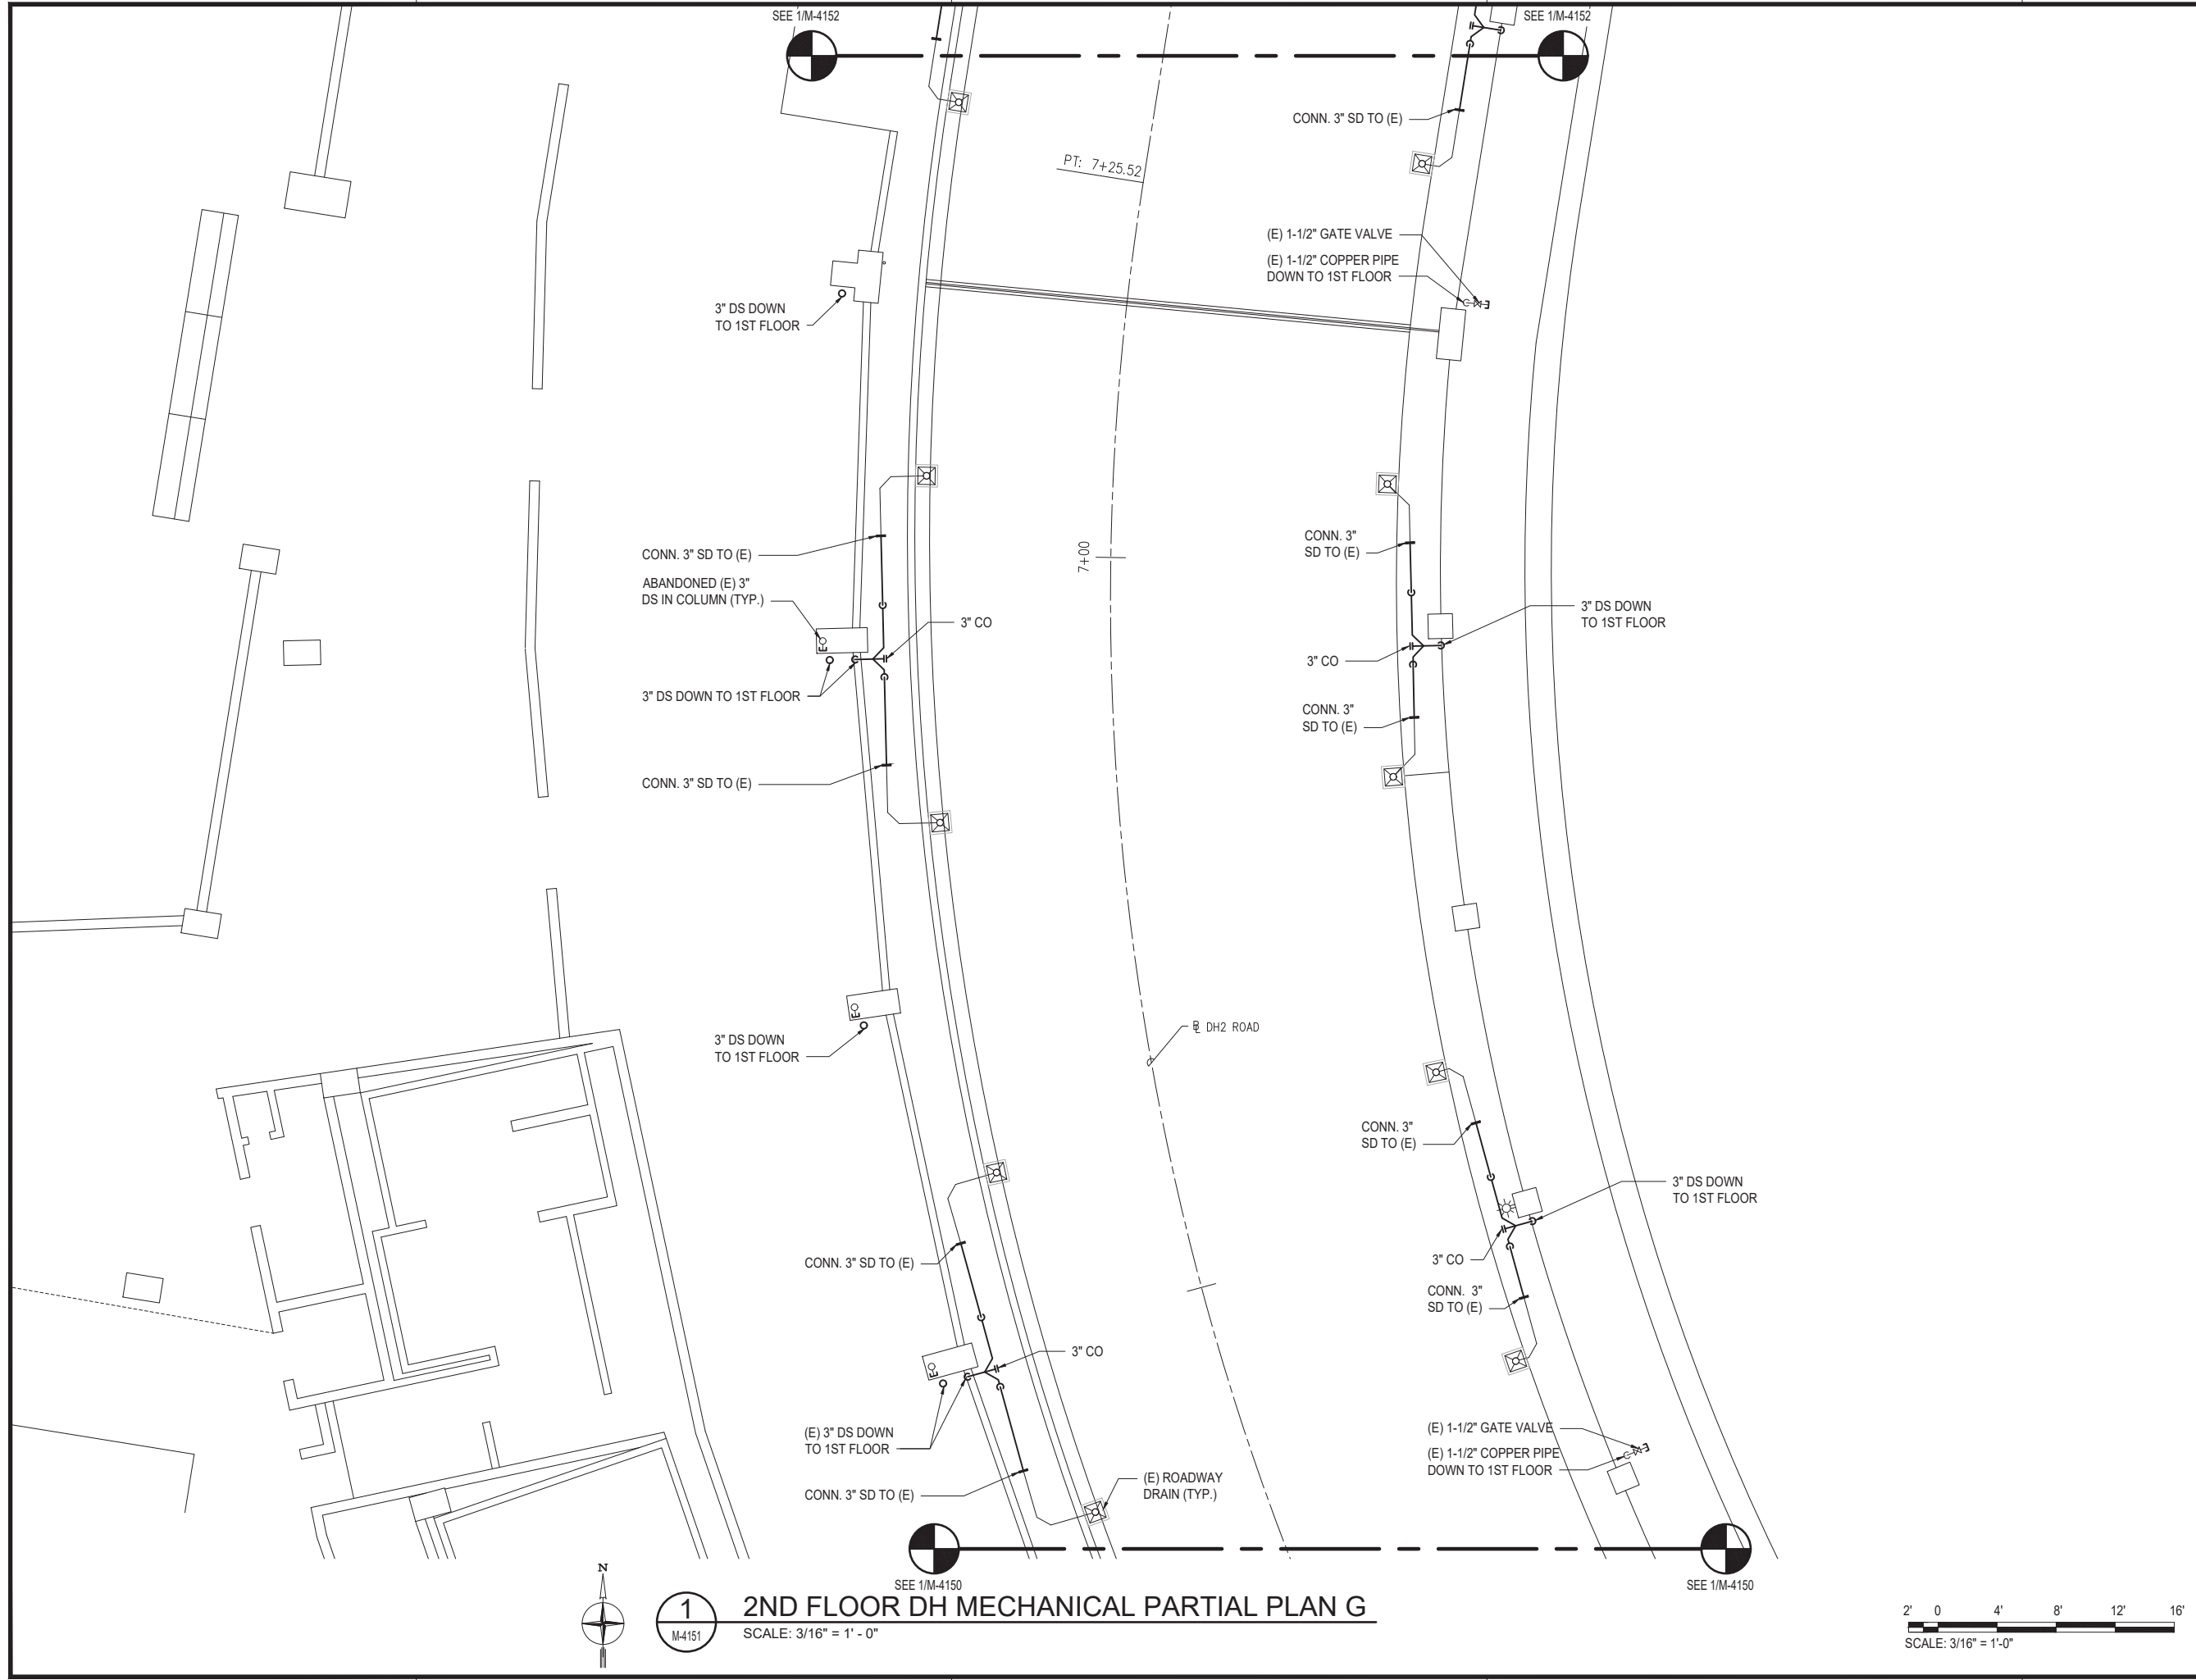 SEE 1/M-4152
SEE 1/M-4152
CONN. 3" SD TO (E)
PT: 7+25.52
(E) 1-1/2" GATE VALVE
(E) 1-1/2" COPPER PIPE
DOWN TO 1ST FLOOR
3" DS DOWN
TO 1ST FLOOR
CONN. 3" SD TO (E)
ABANDONED (E) 3"
DS IN COLUMN (TYP.)
E
3" CO
3" DS DOWN TO 1ST FLOOR
CONN. 3" SD TO (E)
7+00
CONN. 3"
SD TO (E)
3" DS DOWN
TO 1ST FLOOR
3" CO
CONN. 3"
SD TO (E)
E
3" DS DOWN
TO 1ST FLOOR
DH2 ROAD
CONN. 3"
SD TO (E)
3" DS DOWN
TO 1ST FLOOR
3" CO
CONN. 3"
SD TO (E)
CONN. 3" SD TO (E)
3" CO
E
(E) 3" DS DOWN
TO 1ST FLOOR
CONN. 3" SD TO (E)
(E) ROADWAY
DRAIN (TYP.)
(E) 1-1/2" GATE VALVE
(E) 1-1/2" COPPER PIPE
DOWN TO 1ST FLOOR
SEE 1/M-4150
SEE 1/M-4150
N
1
M-4151
2ND FLOOR DH MECHANICAL PARTIAL PLAN G
SCALE: 3/16" = 1' - 0"
2' 0 4' 8' 12' 16'
SCALE: 3/16" = 1'-0"